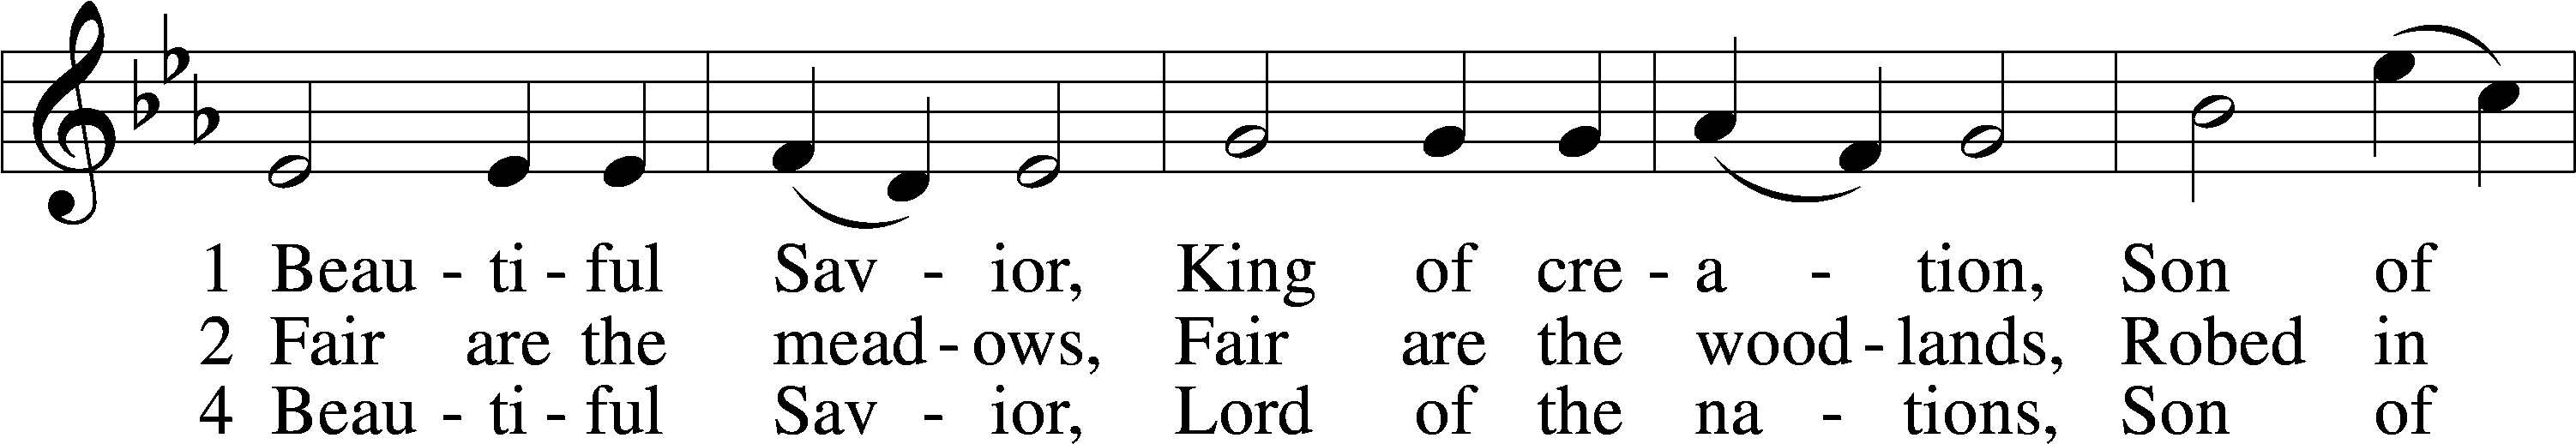 1 Beau - ti - ful Sav - ior, King of cre - a - tion, Son of
2 Fair are the mead - ows, Fair are the wood - lands, Robed in
4 Beau - ti - ful Sav - ior, Lord of the na - tions, Son of